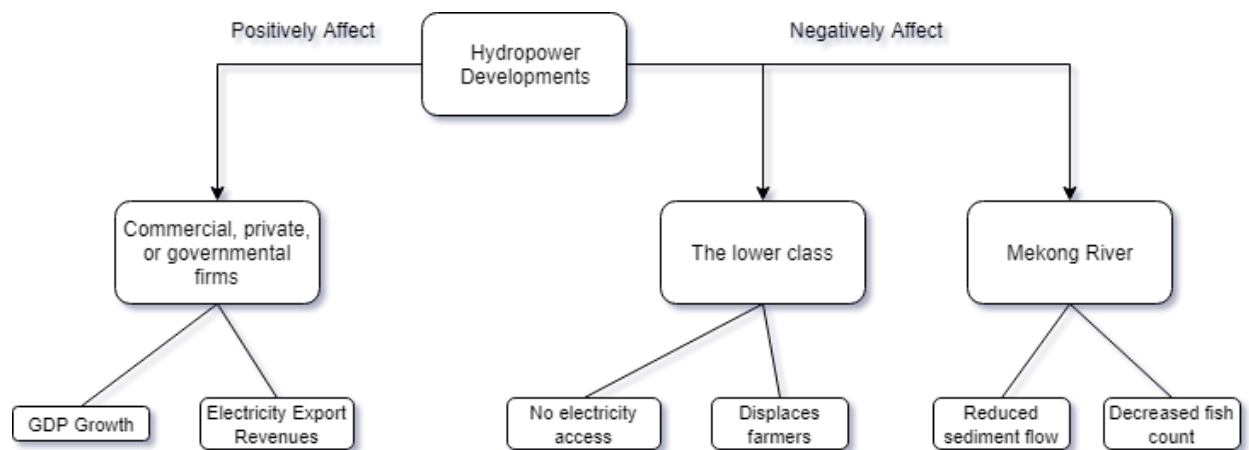 Positively Affect
Hydropower
Developments
Negatively Affect
Commercial, private,
or governmental
firms
The lower class
Mekong River
GDP Growth
Electricity Export
Revenues
No electricity
access
Displaces
farmers
Reduced
sediment flow
Decreased fish
count